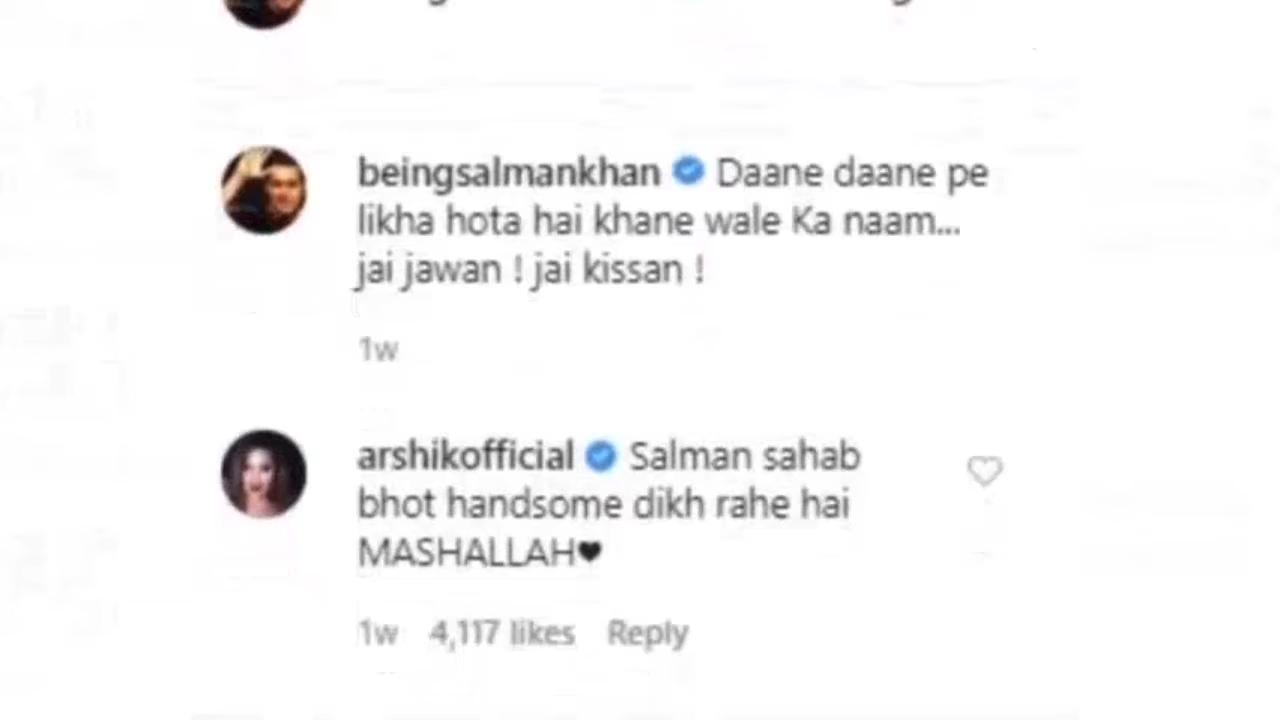 beingsalmankhan Daane daane pe
likha hota hai khane wale Ka naam...
jai jawan ! jai kissan !
1w
arshikofficial Salman sahab
bhot handsome dikh rahe hai
MASHALLAH♥
1w 4,117 likes Reply